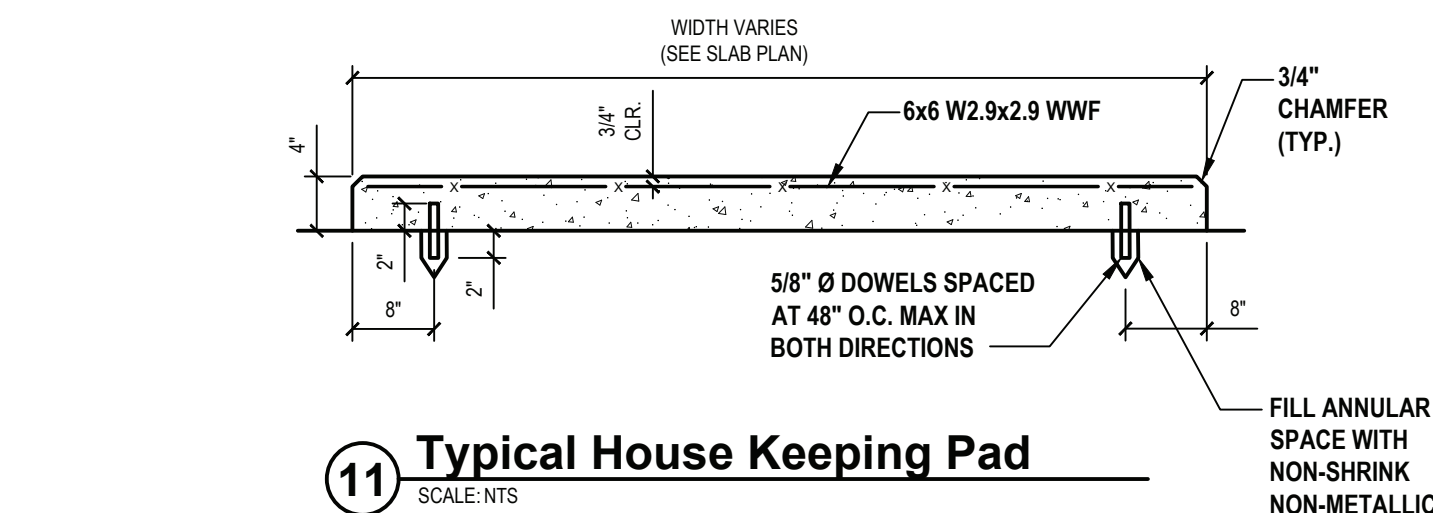 WIDTH VARIES
(SEE SLAB PLAN)
3/4"
CHAMFER
(TYP.)
3/4"
CLR.
6x6 W2.9x2.9 WWF
4"
X X X X X
2"
2"
8"
8"
5/8" Ø DOWELS SPACED
AT 48" O.C. MAX IN
BOTH DIRECTIONS
FILL ANNULAR
SPACE WITH
NON-SHRINK
NON-METALLIC
11 Typical House Keeping Pad
SCALE: NTS